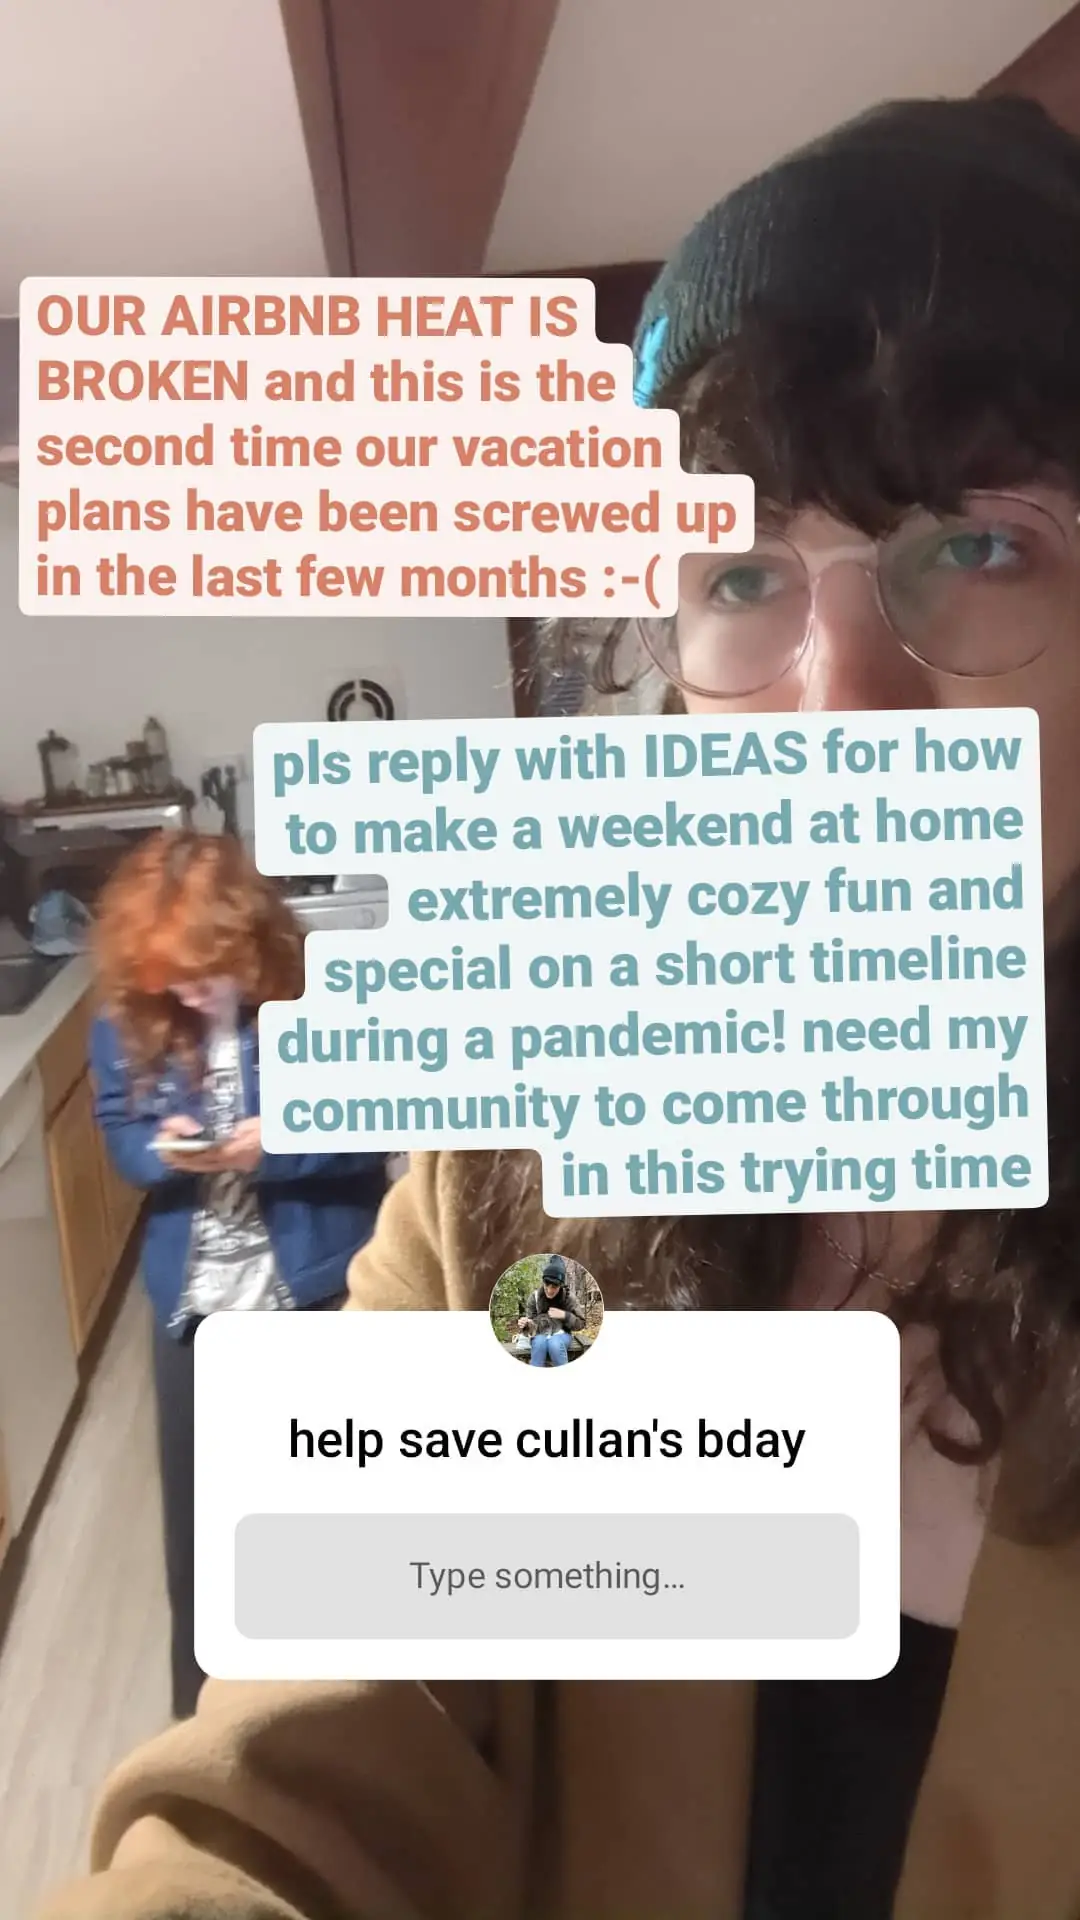 OUR AIRBNB HEAT IS
BROKEN and this is the
second time our vacation
plans have been screwed up
in the last few months :-(
pls reply with IDEAS for how
to make a weekend at home
extremely cozy fun and
special on a short timeline
during a pandemic! need my
community to come through
in this trying time
help save cullan's bday
Type something...